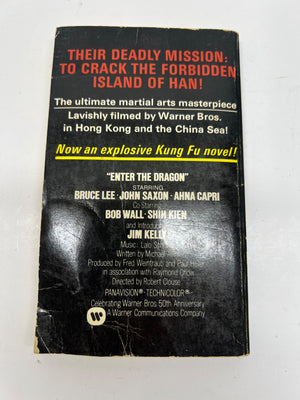 THEIR DEADLY MISSION:
TO CRACK THE FORBIDDEN
ISLAND OF HAN!
The ultimate martial arts masterpiece
Lavishly filmed by Warner Bros.
in Hong Kong and the China Sea!
Now an explosive Kung Fu novel!
"ENTER THE DRAGON"
STARRING
BRUCE LEE · JOHN SAXON · AHNA CAPRI
Co Starring
BOB WALL · SHIH KIEN
and Introducing
JIM KELLY
Music: Lalo
Written by Michael
Produced by Fred Weintraub and Paul
in association with Raymond Chow
Directed by Robert Clouse
PANAVISION® · TECHNICOLOR®
Celebrating Warner Bros 50th Anniversary
A Warner Communications Company